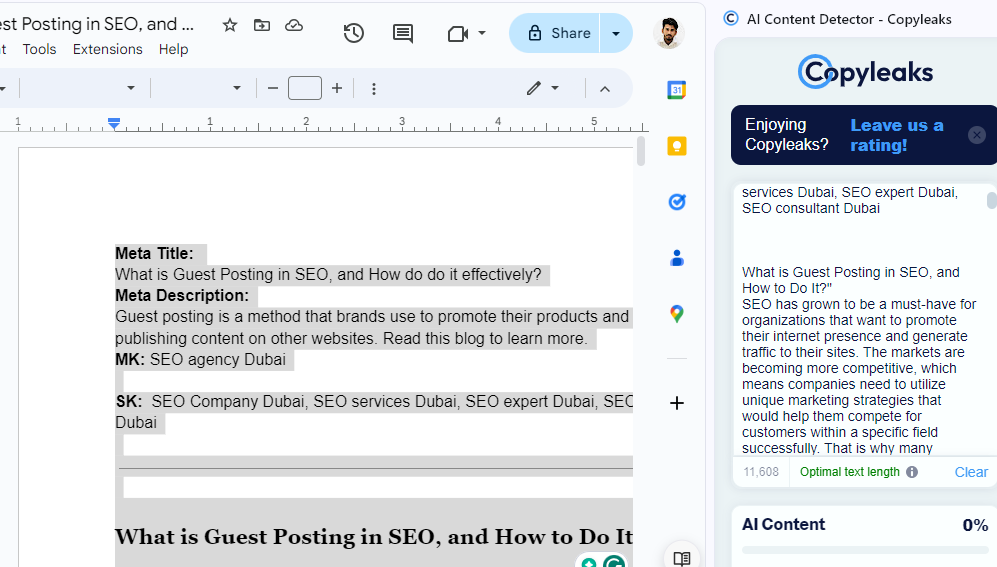 est Posting in SEO, and ...
t Tools Extensions Help
Share
1 1 2 3 4 5
31
Meta Title:
What is Guest Posting in SEO, and How do do it effectively?
Meta Description:
Guest posting is a method that brands use to promote their products and
publishing content on other websites. Read this blog to learn more.
MK: SEO agency Dubai
SK: SEO Company Dubai, SEO services Dubai, SEO expert Dubai, SEC
Dubai
What is Guest Posting in SEO, and How to Do It
AI Content Detector - Copyleaks
Copyleaks
Enjoying
Copyleaks?
Leave us a
rating!
services Dubai, SEO expert Dubai,
SEO consultant Dubai
What is Guest Posting in SEO, and
How to Do It?"
SEO has grown to be a must-have for
organizations that want to promote
their internet presence and generate
traffic to their sites. The markets are
becoming more competitive, which
means companies need to utilize
unique marketing strategies that
would help them compete for
customers within a specific field
successfully. That is why many
11,608 Optimal text length Clear
AI Content 0%